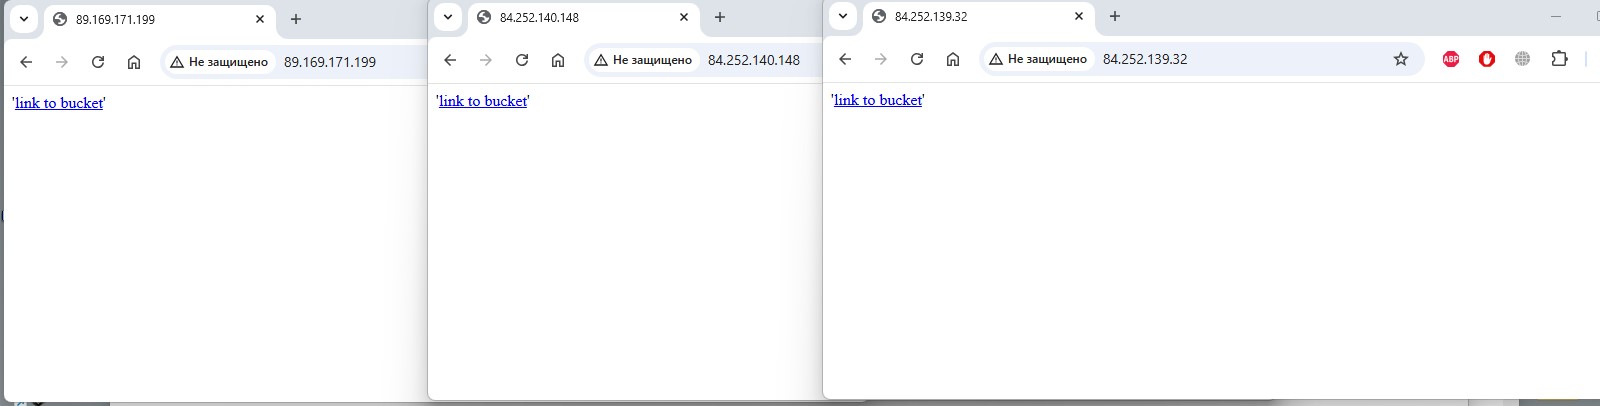 89.169.171.199
Не защищено 89.169.171.199
'link to bucket'
84.252.140.148
Не защищено 84.252.140.148
'link to bucket'
84.252.139.32
Не защищено 84.252.139.32
ABP
'link to bucket'